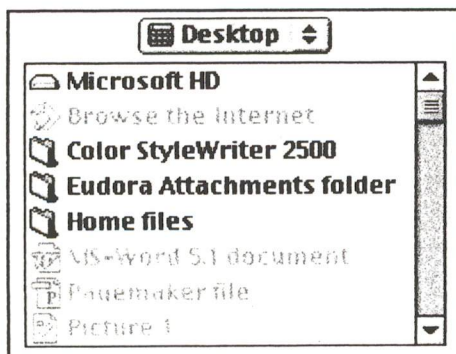 Desktop
Microsoft HD
Browse the Internet
Color StyleWriter 2500
Eudora Attachments folder
Home files
MS-Word 5.1 document
Pagemaker file
Picture 1